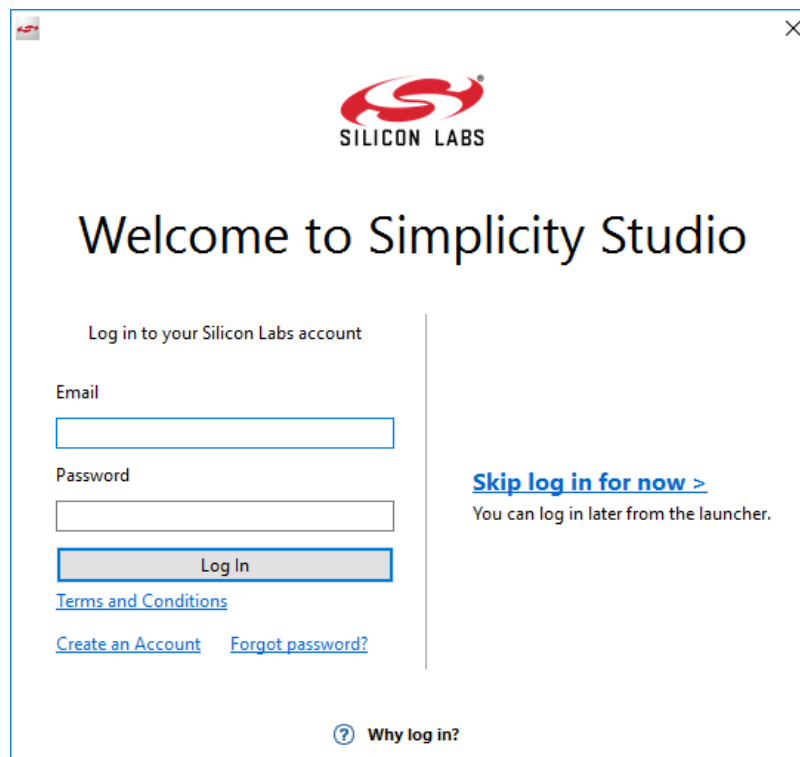 SILICON LABS
Welcome to Simplicity Studio
Log in to your Silicon Labs account
Email
Password
Log In
Terms and Conditions
Create an Account Forgot password?
Skip log in for now >
You can log in later from the launcher.
? Why log in?